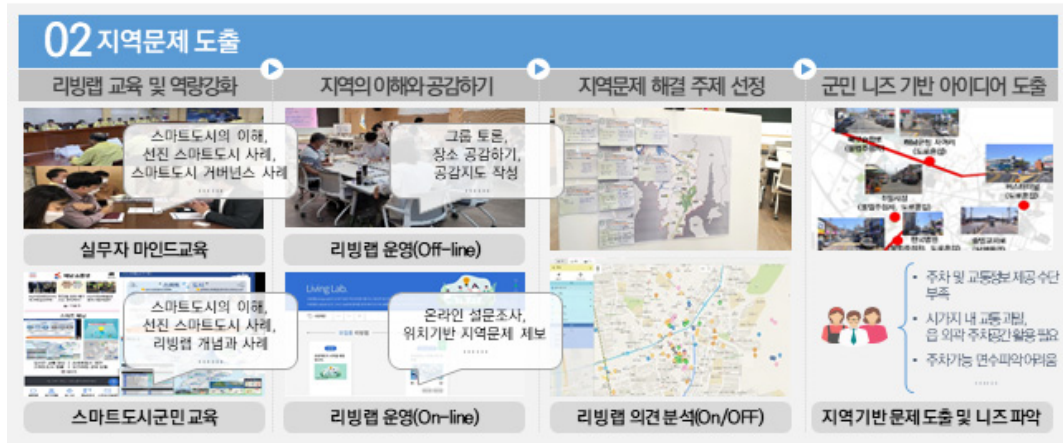 02 지역문제 도출
리빙랩 교육 및 역량강화
지역의 이해와 공감하기
지역문제 해결 주제 선정
군민 니즈 기반 아이디어 도출
스마트도시의 이해,
선진 스마트도시 사례,
스마트도시 거버넌스 사례
······
그룹 토론,
장소 공감하기,
공감지도 작성
······
실무자 마인드교육
리빙랩 운영(Off-line)
스마트도시의 이해,
선진 스마트도시 사례,
리빙랩 개념과 사례
······
Living Lab.
온라인 설문조사,
위치기반 지역문제 제보
······
• 주차 및 교통정보 제공 수단
부족
• 시가지 내 교통 과밀,
읍 외곽 주차공간 활용 필요
• 주차가능 면수파악 어려움
······
스마트도시군민 교육
리빙랩 운영(On-line)
리빙랩 의견 분석(On/OFF)
지역기반 문제 도출 및 니즈 파악